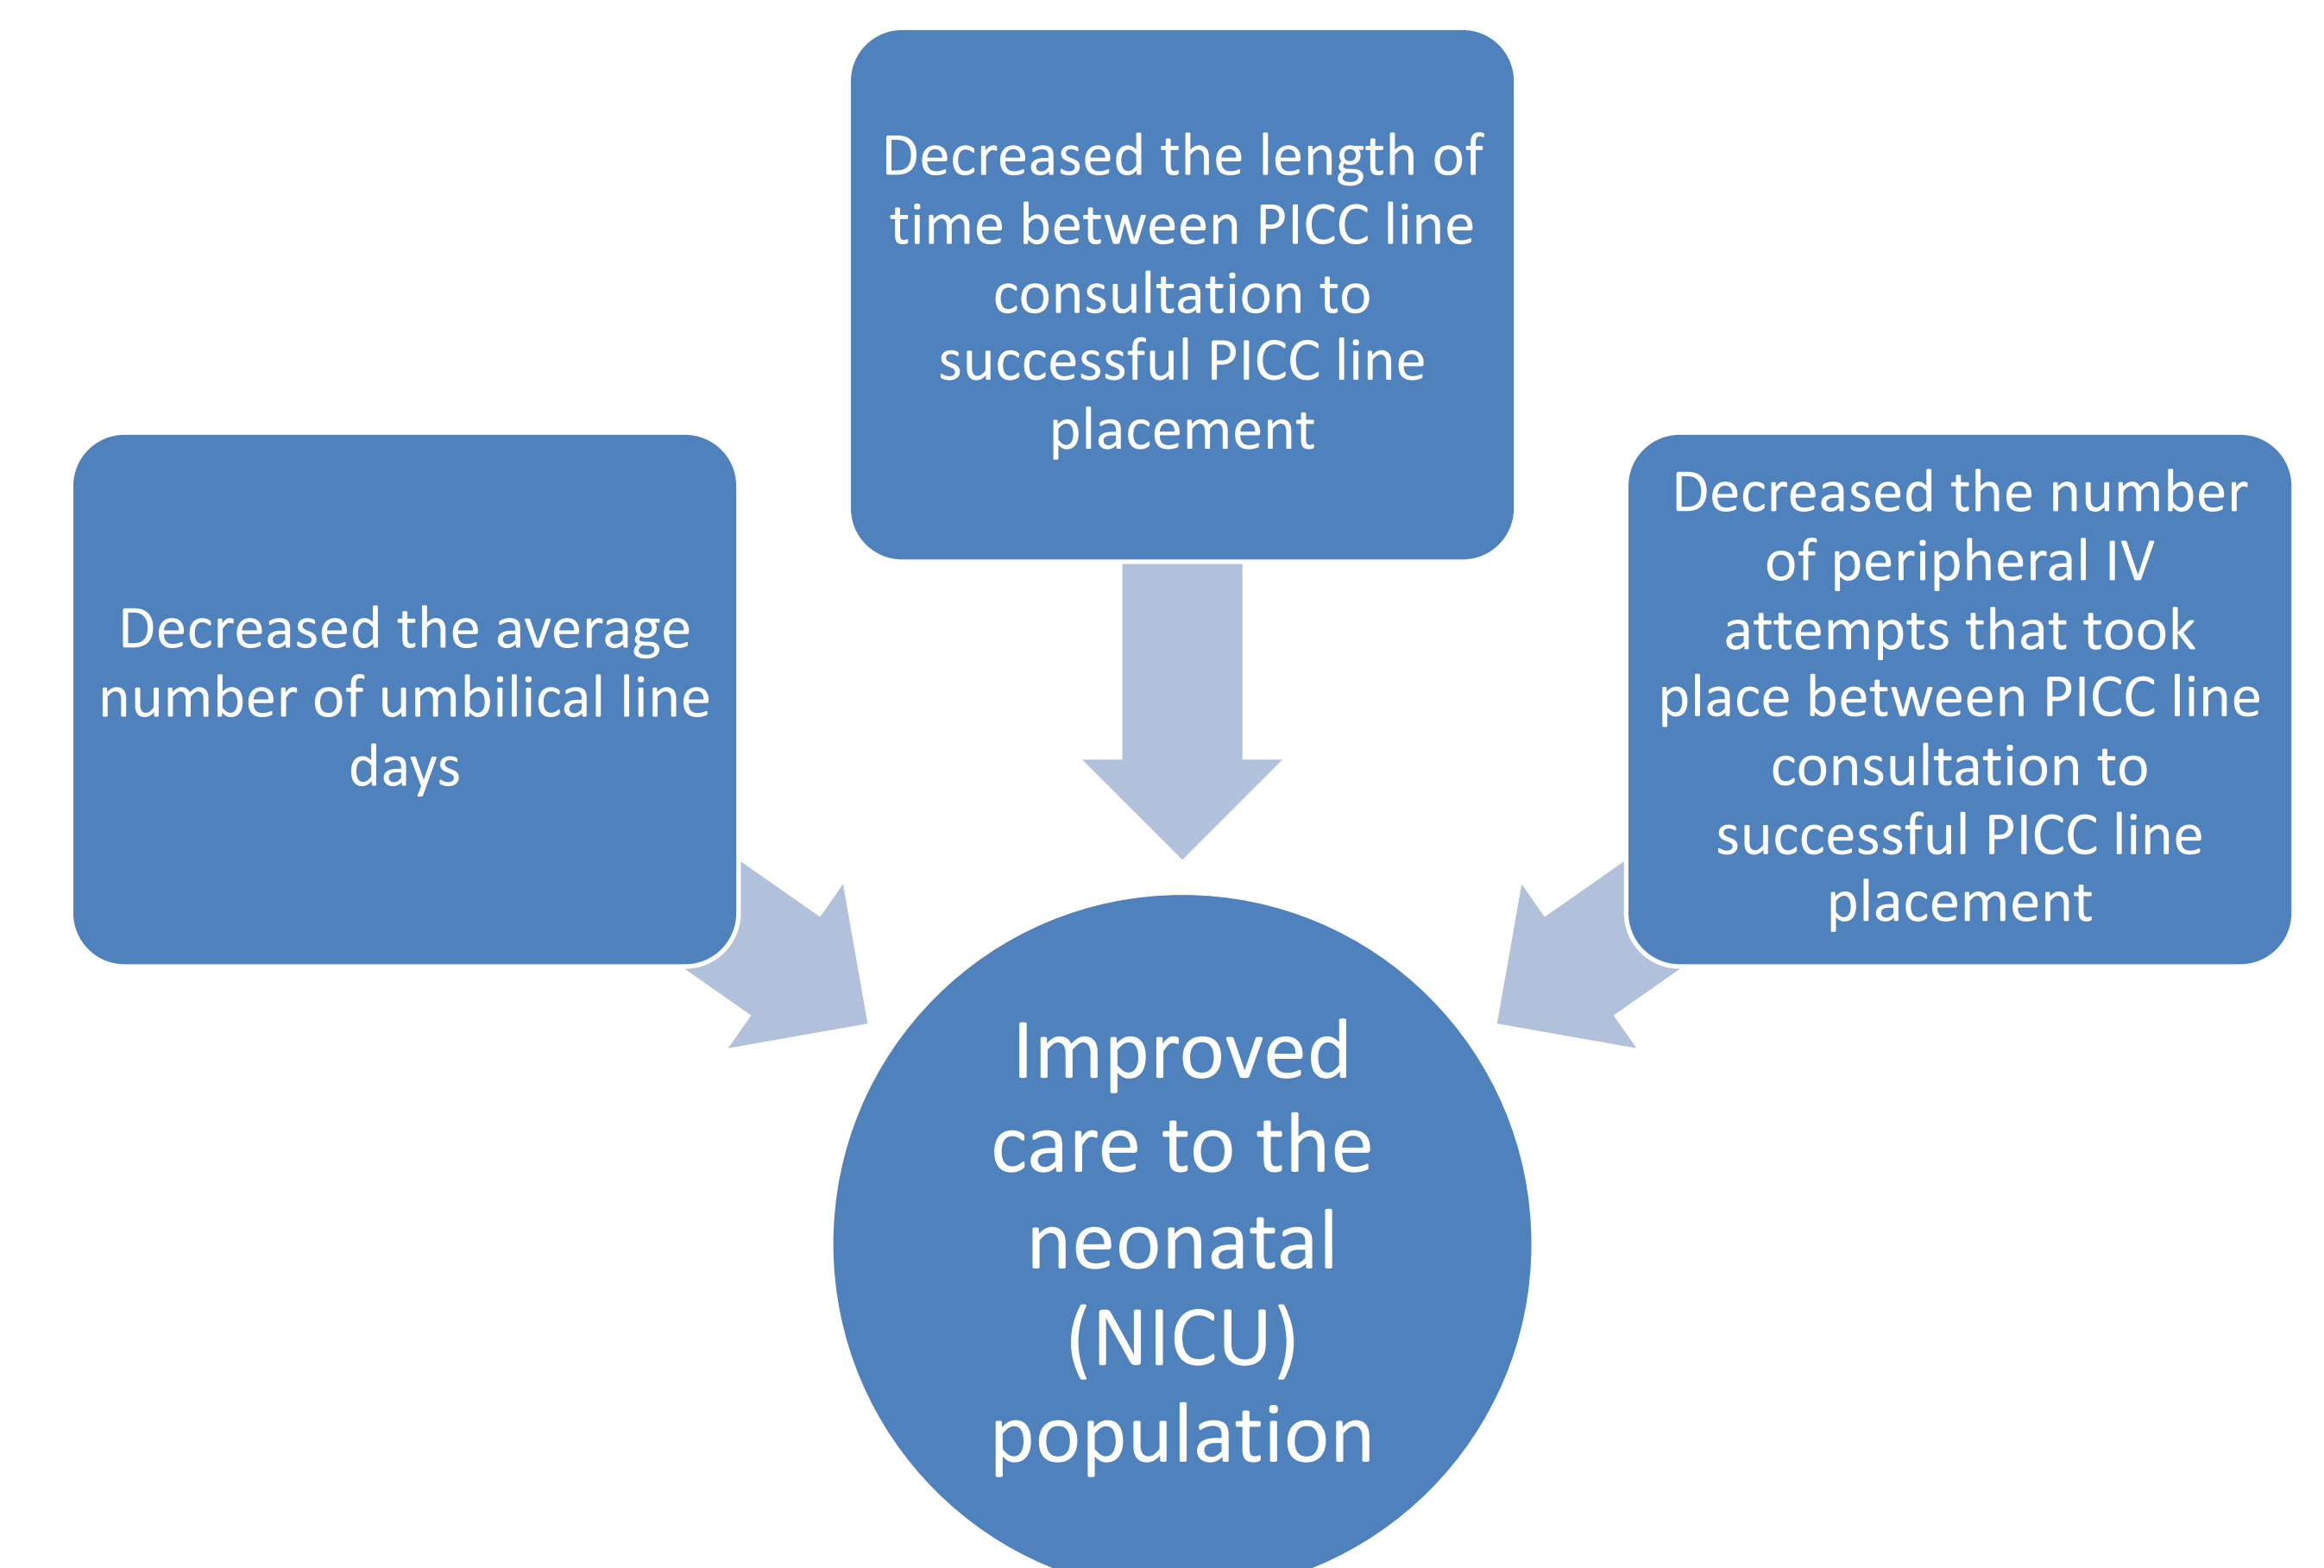 Decreased the length of
time between PICC line
consultation to
successful PICC line
placement
Decreased the average
number of umbilical line
days
Decreased the number
of peripheral IV
attempts that took
place between PICC line
consultation to
successful PICC line
placement
Improved
care to the
neonatal
(NICU)
population